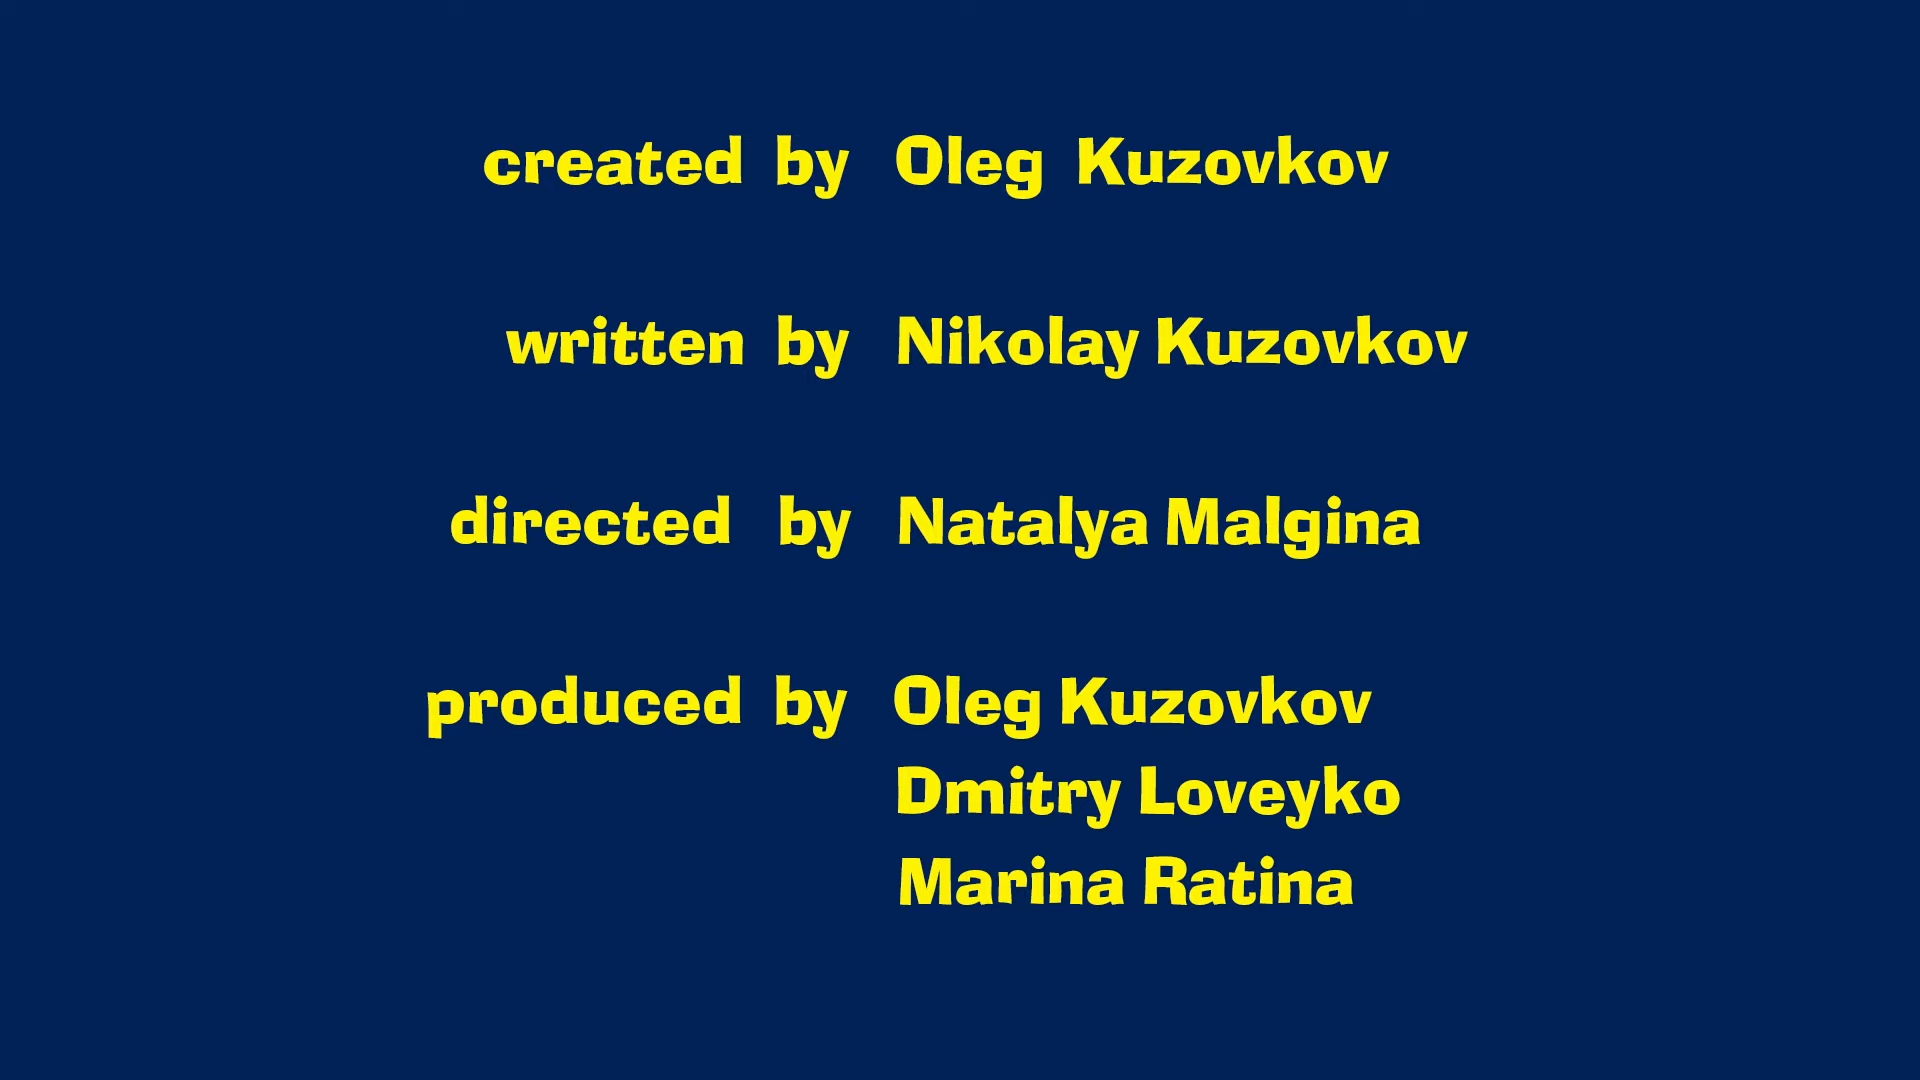 created by Oleg Kuzovkov
written by Nikolay Kuzovkov
directed by Natalya Malgina
produced by Oleg Kuzovkov
Dmitry Loveyko
Marina Ratina